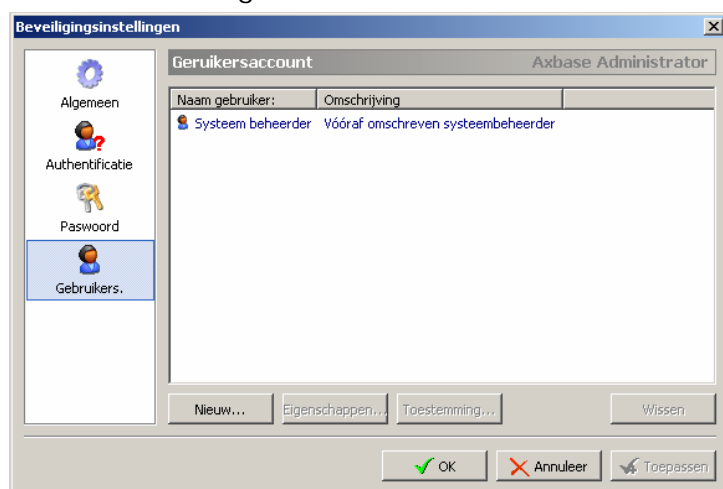 Beveiligingsinstellingen
Algemeen
Authentificatie
Paswoord
Gebruikers.
Geruikersaccount Axbase Administrator
Naam gebruiker: Omschrijving
Systeem beheerder Vóóraf omschreven systeembeheerder
Nieuw... Eigenschappen... Toestemming... Wissen
OK Annuleer Toepassen